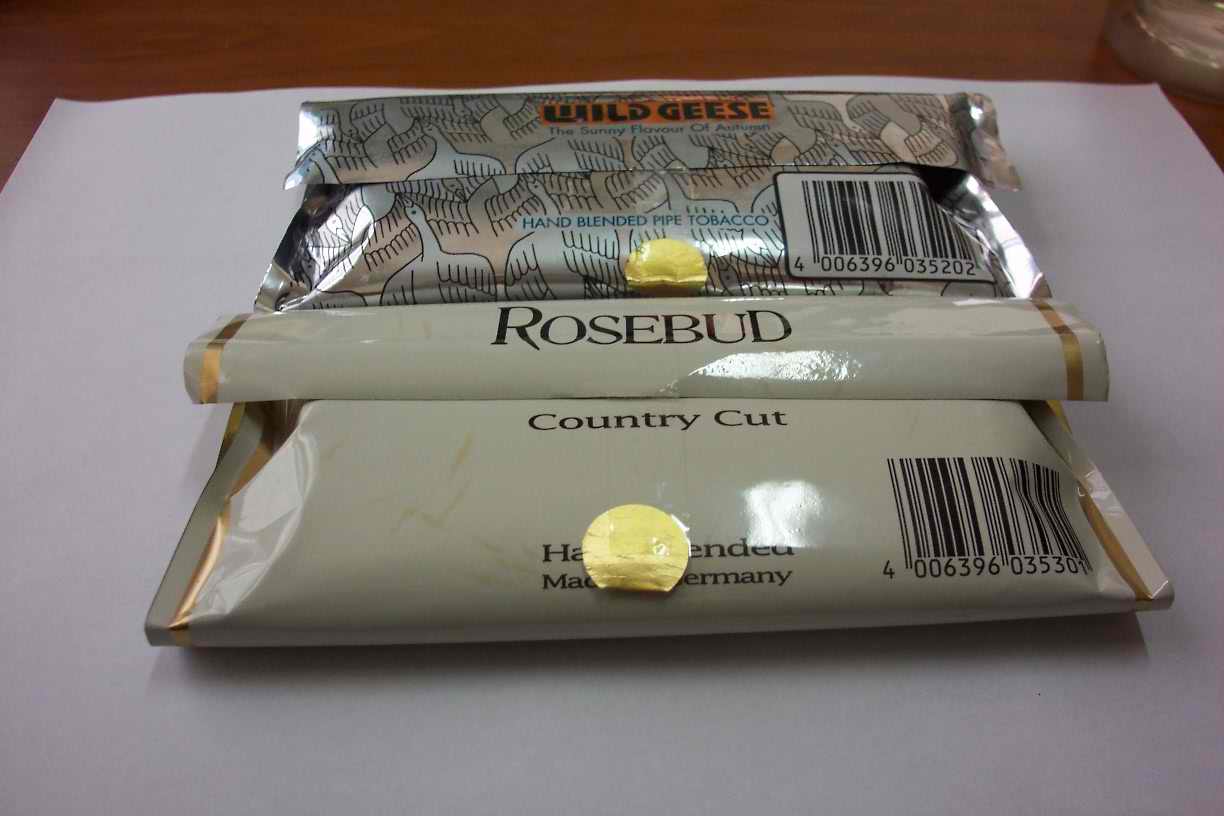 WILD GEESE
The Sunny Flavour Of Autumn
HAND BLENDED PIPE TOBACCO
4 006396 035202
ROSEBUD
Country Cut
4 006396 035301